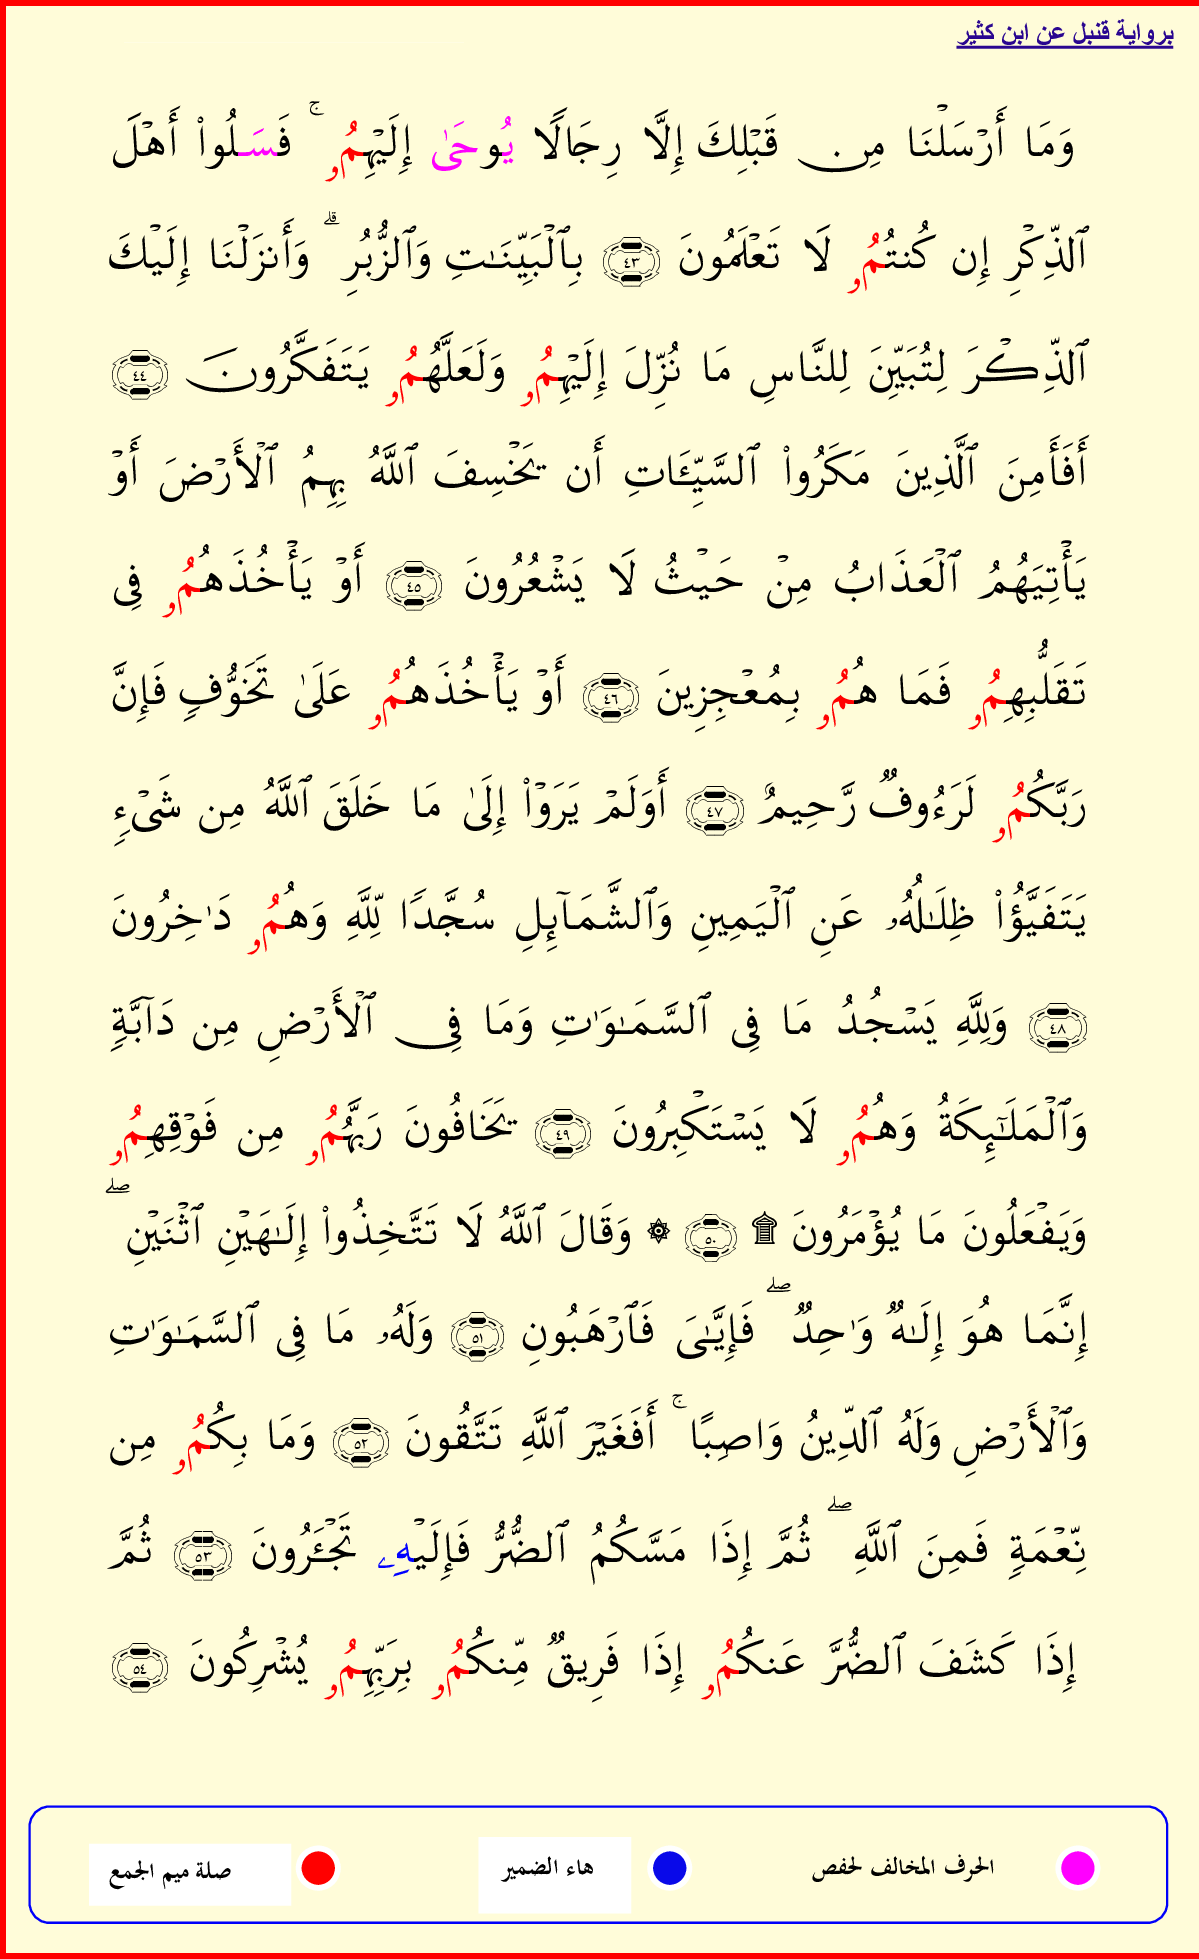 برواية قنبل عن ابن كثير
وَمَا أَرْسَلْنَا مِن قَبْلِكَ إِلَّا رِجَالًا يُوحَىٰ إِلَيْهِمُۥ ۚ فَسَلُوا۟ أَهْلَ
ٱلذِّكْرِ إِن كُنتُمُۥ لَا تَعْلَمُونَ ٤٣ بِٱلْبَيِّنَـٰتِ وَٱلزُّبُرِ ۗ وَأَنزَلْنَا إِلَيْكَ
ٱلذِّكْرَ لِتُبَيِّنَ لِلنَّاسِ مَا نُزِّلَ إِلَيْهِمُۥ وَلَعَلَّهُمُۥ يَتَفَكَّرُونَ ٤٤
أَفَأَمِنَ ٱلَّذِينَ مَكَرُوا۟ ٱلسَّيِّـَٔاتِ أَن يَخْسِفَ ٱللَّهُ بِهِمُ ٱلْأَرْضَ أَوْ
يَأْتِيَهُمُ ٱلْعَذَابُ مِنْ حَيْثُ لَا يَشْعُرُونَ ٤٥ أَوْ يَأْخُذَهُمُۥ فِى
تَقَلُّبِهِمُۥ فَمَا هُمُۥ بِمُعْجِزِينَ ٤٦ أَوْ يَأْخُذَهُمُۥ عَلَىٰ تَخَوُّفٍ فَإِنَّ
رَبَّكُمُۥ لَرَءُوفٌ رَّحِيمٌ ٤٧ أَوَلَمْ يَرَوْا۟ إِلَىٰ مَا خَلَقَ ٱللَّهُ مِن شَىْءٍ
يَتَفَيَّؤُا۟ ظِلَـٰلُهُۥ عَنِ ٱلْيَمِينِ وَٱلشَّمَآئِلِ سُجَّدًا لِّلَّهِ وَهُمُۥ دَٰخِرُونَ
٤٨ وَلِلَّهِ يَسْجُدُ مَا فِى ٱلسَّمَـٰوَٰتِ وَمَا فِى ٱلْأَرْضِ مِن دَآبَّةٍ
وَٱلْمَلَـٰٓئِكَةُ وَهُمُۥ لَا يَسْتَكْبِرُونَ ٤٩ يَخَافُونَ رَبَّهُمُۥ مِن فَوْقِهِمُۥ
وَيَفْعَلُونَ مَا يُؤْمَرُونَ ۩ ٥٠ ۞ وَقَالَ ٱللَّهُ لَا تَتَّخِذُوا۟ إِلَـٰهَيْنِ ٱثْنَيْنِ ۖ
إِنَّمَا هُوَ إِلَـٰهٌ وَٰحِدٌ ۖ فَإِيَّـٰىَ فَٱرْهَبُونِ ٥١ وَلَهُۥ مَا فِى ٱلسَّمَـٰوَٰتِ
وَٱلْأَرْضِ وَلَهُ ٱلدِّينُ وَاصِبًا ۚ أَفَغَيْرَ ٱللَّهِ تَتَّقُونَ ٥٢ وَمَا بِكُمُۥ مِن
نِّعْمَةٍ فَمِنَ ٱللَّهِ ۖ ثُمَّ إِذَا مَسَّكُمُ ٱلضُّرُّ فَإِلَيْهِۦ تَجْـَٔرُونَ ٥٣ ثُمَّ
إِذَا كَشَفَ ٱلضُّرَّ عَنكُمُۥ إِذَا فَرِيقٌ مِّنكُمُۥ بِرَبِّهِمُۥ يُشْرِكُونَ ٥٤
الحرف المخالف لحفص
هاء الضمير
صلة ميم الجمع